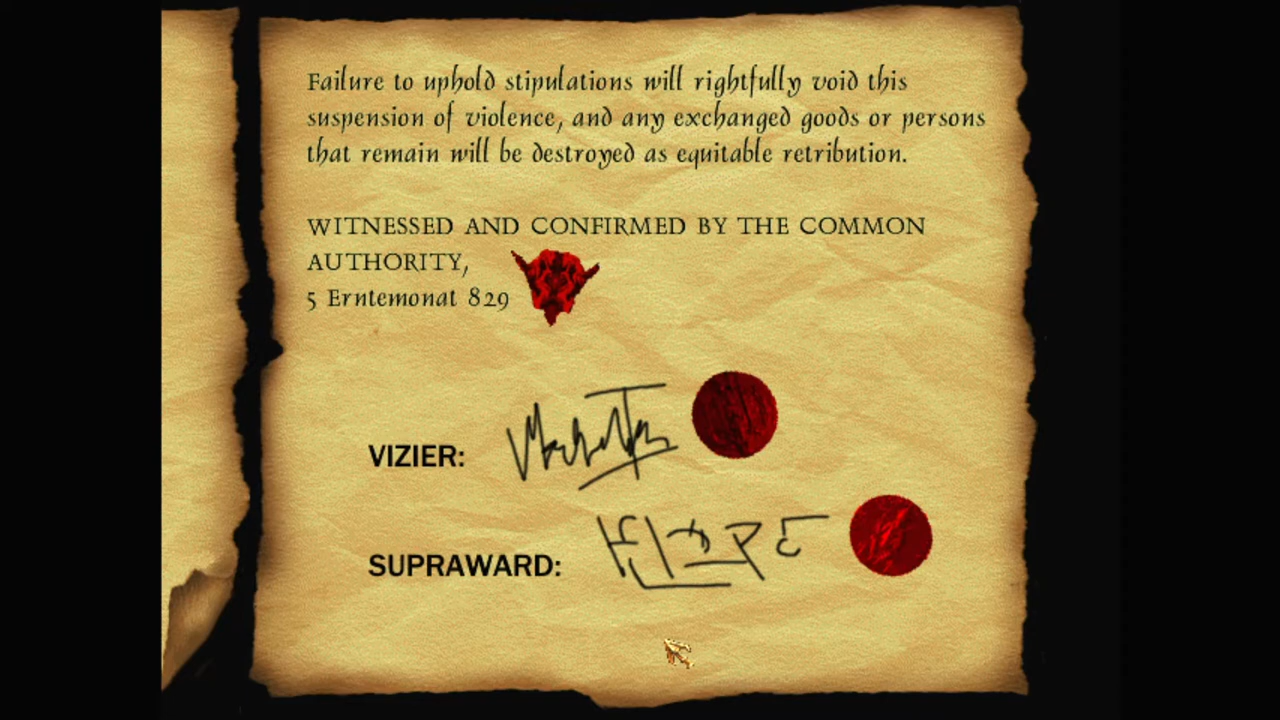 Failure to uphold stipulations will rightfully void this
suspension of violence, and any exchanged goods or persons
that remain will be destroyed as equitable retribution.
WITNESSED AND CONFIRMED BY THE COMMON
AUTHORITY,
5 Erntemonat 829
VIZIER:
SUPRAWARD: